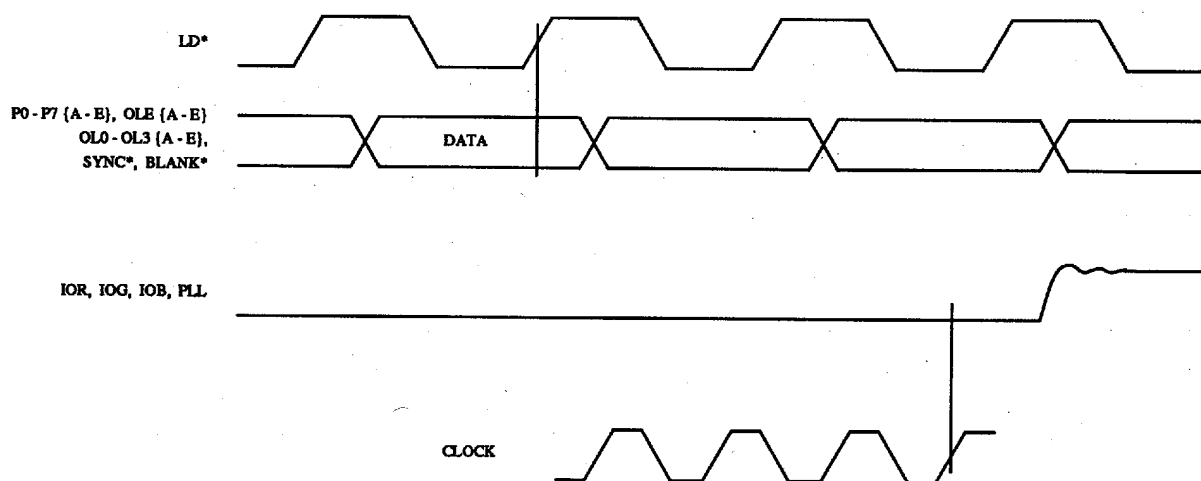 LD*
P0 - P7 {A - E}, OLE {A - E}
OL0 - OL3 {A - E},
SYNC*, BLANK*
DATA
IOR, IOG, IOB, PLL
CLOCK